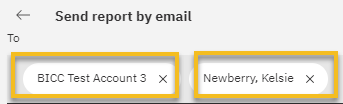 Send report by email
To
BICC Test Account 3 × Newberry, Kelsie ×